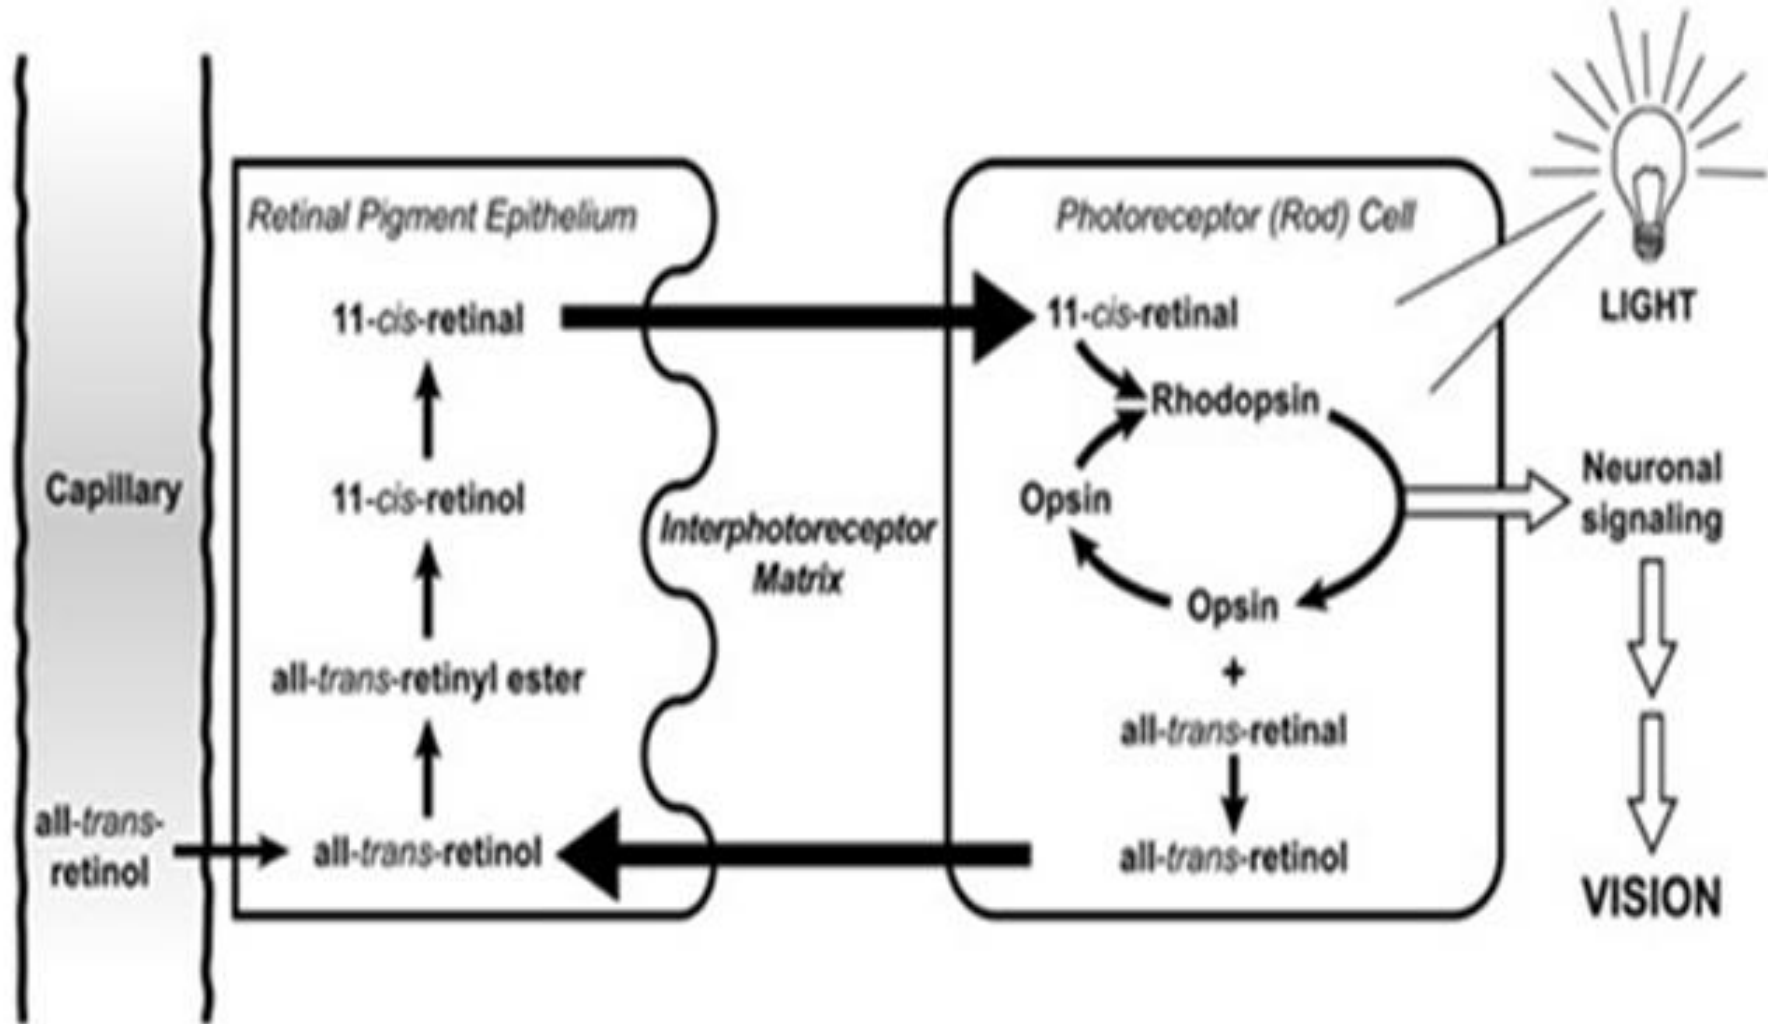 Capillary
all-trans-
retinol
Retinal Pigment Epithelium
11-cis-retinal
11-cis-retinol
all-trans-retinyl ester
all-trans-retinol
Interphotoreceptor
Matrix
Photoreceptor (Rod) Cell
11-cis-retinal
Rhodopsin
Opsin
Opsin
+
all-trans-retinal
all-trans-retinol
LIGHT
Neuronal
signaling
VISION